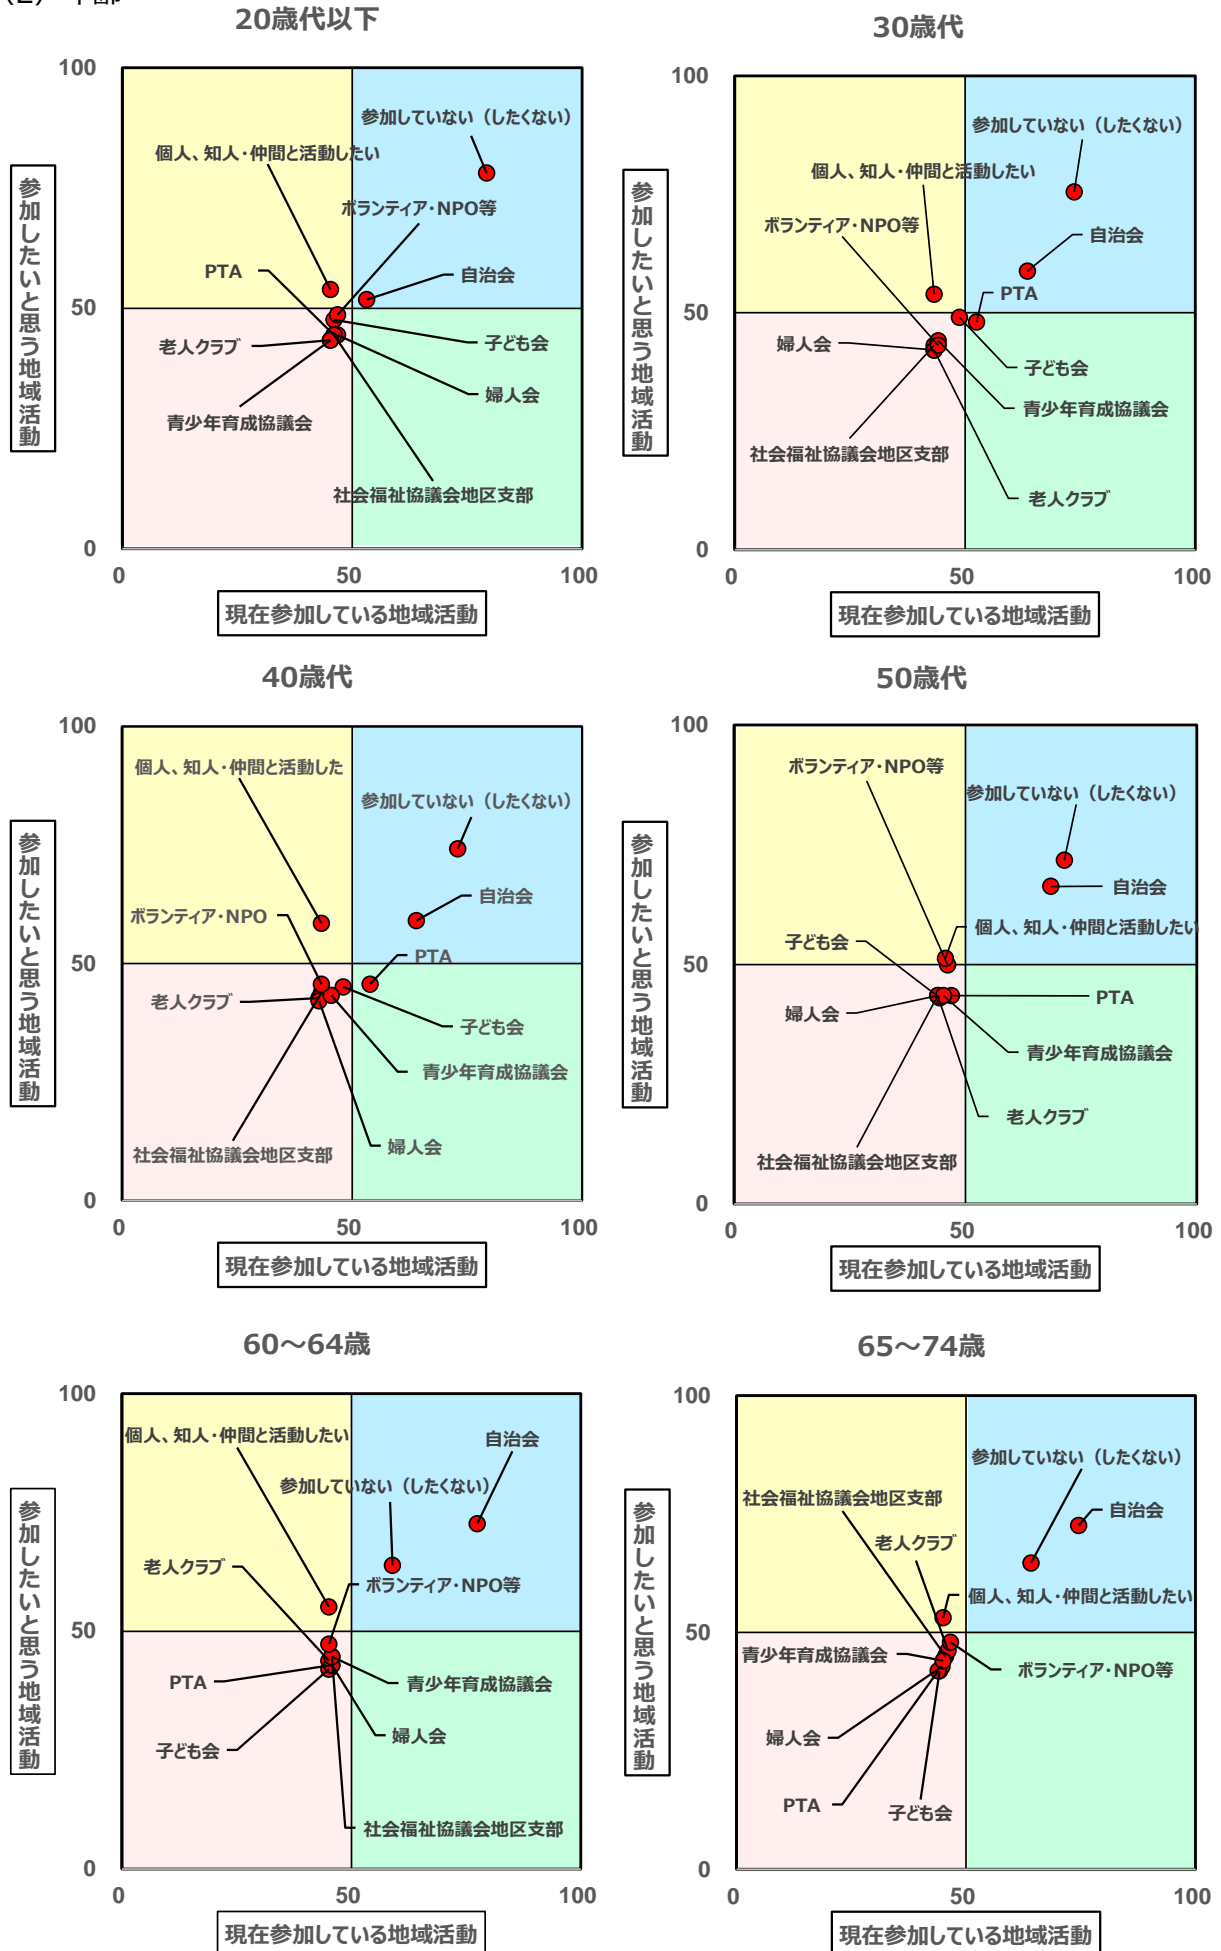 20歳代以下
100
参加していない（したくない）
個人、知人・仲間と活動したい
ボランティア・NPO等
PTA
自治会
50
老人クラブ
子ども会
婦人会
青少年育成協議会
社会福祉協議会地区支部
0
0
50
100
参加したいと思う地域活動
現在参加している地域活動
30歳代
100
参加していない（したくない）
個人、知人・仲間と活動したい
ボランティア・NPO等
自治会
PTA
50
婦人会
子ども会
青少年育成協議会
社会福祉協議会地区支部
老人クラブ
0
0
50
100
参加したいと思う地域活動
現在参加している地域活動
40歳代
100
個人、知人・仲間と活動した
参加していない（したくない）
自治会
ボランティア・NPO
PTA
50
老人クラブ
子ども会
青少年育成協議会
社会福祉協議会地区支部
婦人会
0
0
50
100
参加したいと思う地域活動
現在参加している地域活動
50歳代
100
ボランティア・NPO等
参加していない（したくない）
自治会
個人、知人・仲間と活動したい
子ども会
50
婦人会
PTA
青少年育成協議会
老人クラブ
社会福祉協議会地区支部
0
0
50
100
参加したいと思う地域活動
現在参加している地域活動
60～64歳
100
個人、知人・仲間と活動したい
自治会
参加していない（したくない）
老人クラブ
ボランティア・NPO等
50
PTA
青少年育成協議会
子ども会
婦人会
社会福祉協議会地区支部
0
0
50
100
参加したいと思う地域活動
現在参加している地域活動
65～74歳
100
参加していない（したくない）
社会福祉協議会地区支部
自治会
老人クラブ
個人、知人・仲間と活動したい
50
青少年育成協議会
ボランティア・NPO等
婦人会
PTA
子ども会
0
0
50
100
参加したいと思う地域活動
現在参加している地域活動